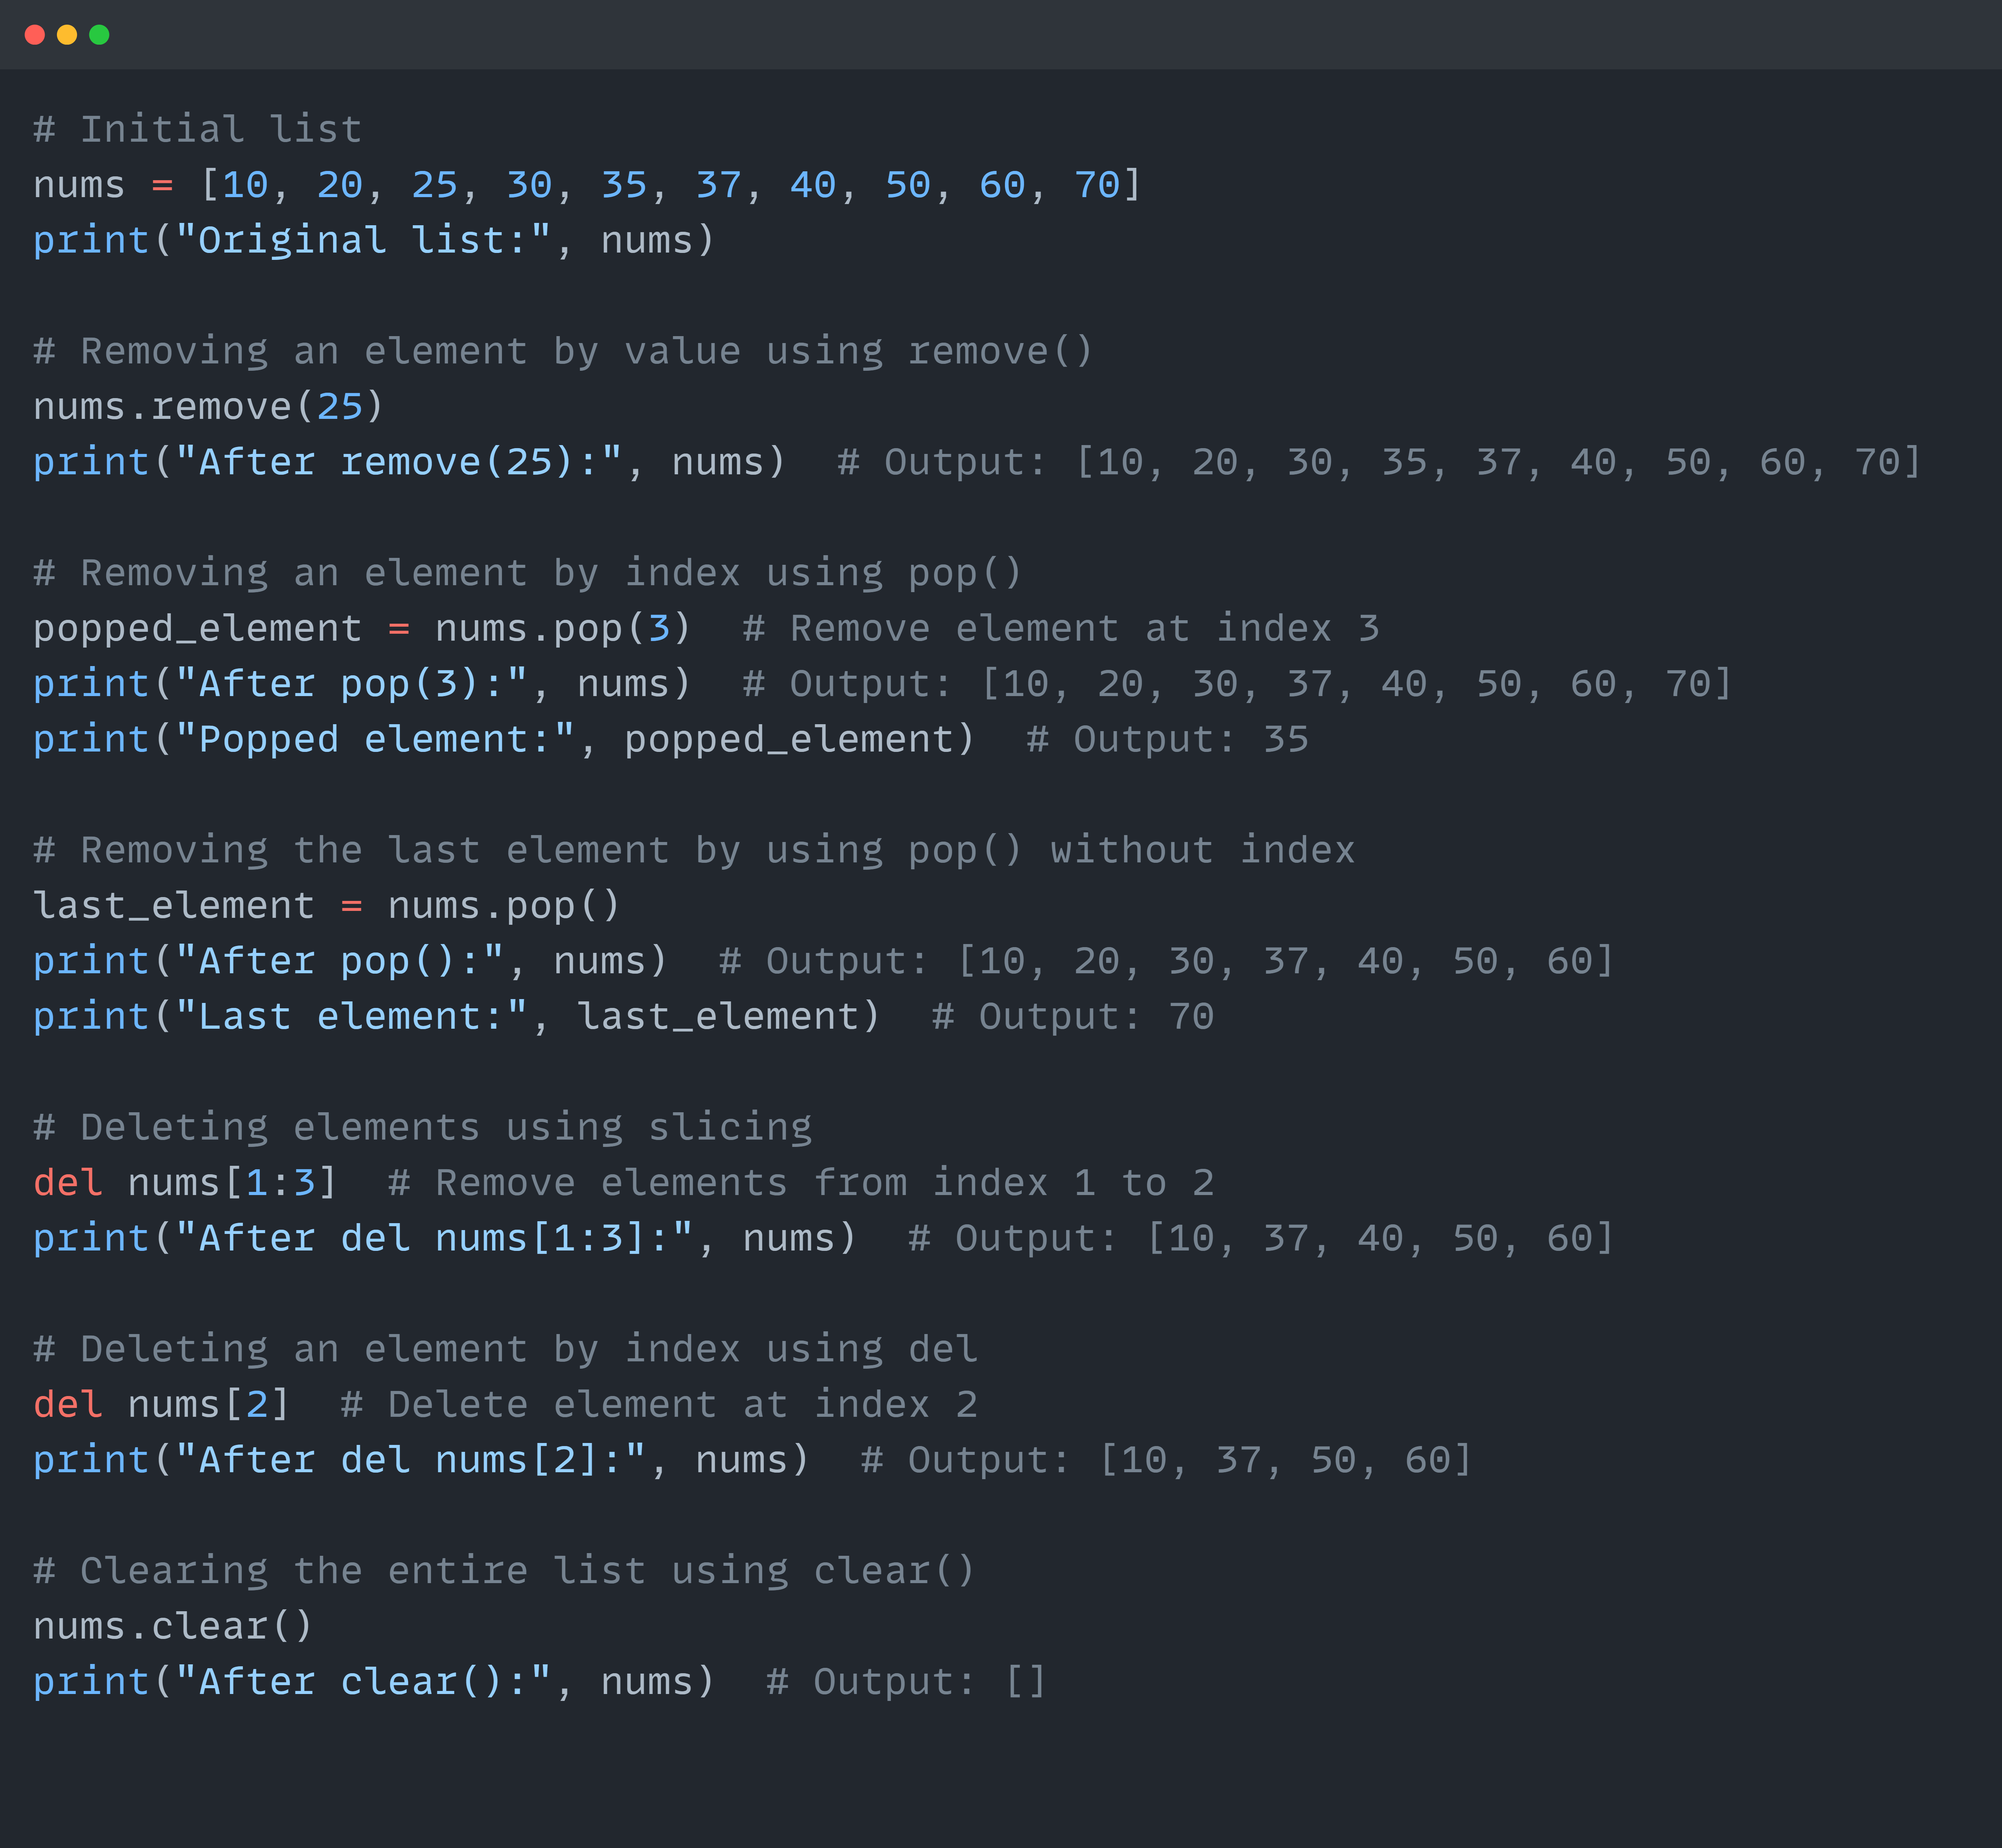 # Initial list
nums = [10, 20, 25, 30, 35, 37, 40, 50, 60, 70]
print("Original list:", nums)
# Removing an element by value using remove()
nums.remove(25)
print("After remove(25):", nums)  # Output: [10, 20, 30, 35, 37, 40, 50, 60, 70]
# Removing an element by index using pop()
popped_element = nums.pop(3)  # Remove element at index 3
print("After pop(3):", nums)  # Output: [10, 20, 30, 37, 40, 50, 60, 70]
print("Popped element:", popped_element)  # Output: 35
# Removing the last element by using pop() without index
last_element = nums.pop()
print("After pop():", nums)  # Output: [10, 20, 30, 37, 40, 50, 60]
print("Last element:", last_element)  # Output: 70
# Deleting elements using slicing
del nums[1:3]  # Remove elements from index 1 to 2
print("After del nums[1:3]:", nums)  # Output: [10, 37, 40, 50, 60]
# Deleting an element by index using del
del nums[2]  # Delete element at index 2
print("After del nums[2]:", nums)  # Output: [10, 37, 50, 60]
# Clearing the entire list using clear()
nums.clear()
print("After clear():", nums)  # Output: []